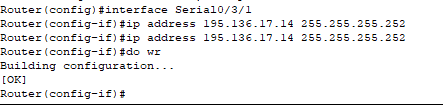 Router(config)#interface Serial0/3/1
Router(config-if)#ip address 195.136.17.14 255.255.255.252
Router(config-if)#ip address 195.136.17.14 255.255.255.252
Router(config-if)#do wr
Building configuration...
[OK]
Router(config-if)#